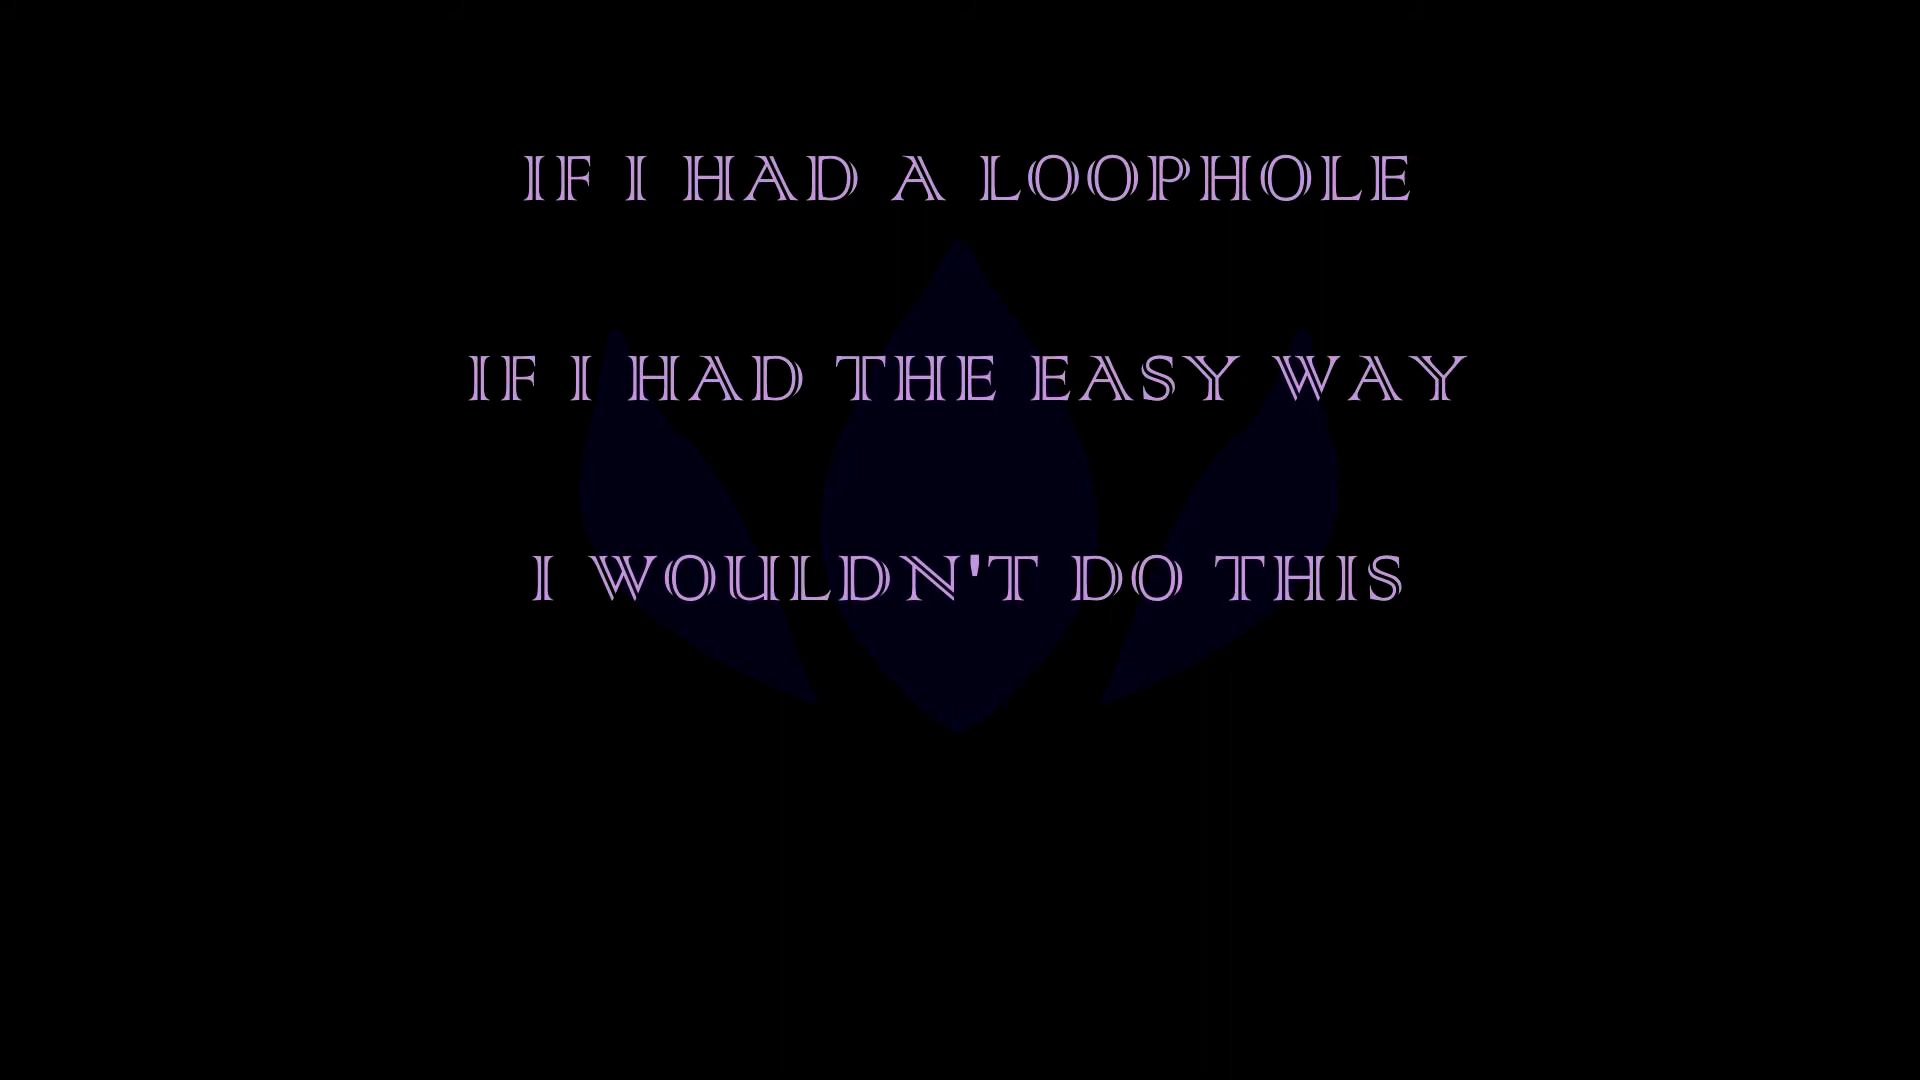 IF I HAD A LOOPHOLE
IF I HAD THE EASY WAY
I WOULDN'T DO THIS